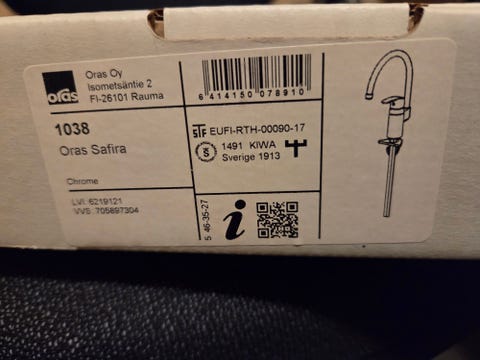 oras
Oras Oy
Isometsäntie 2
FI-26101 Rauma
6 414150 078910
1038
Oras Safira
STF EUFI-RTH-00090-17
S 1491 KIWA
Sverige 1913
Chrome
LVI: 6219121
VVS: 705897304
5-46-35-27
i